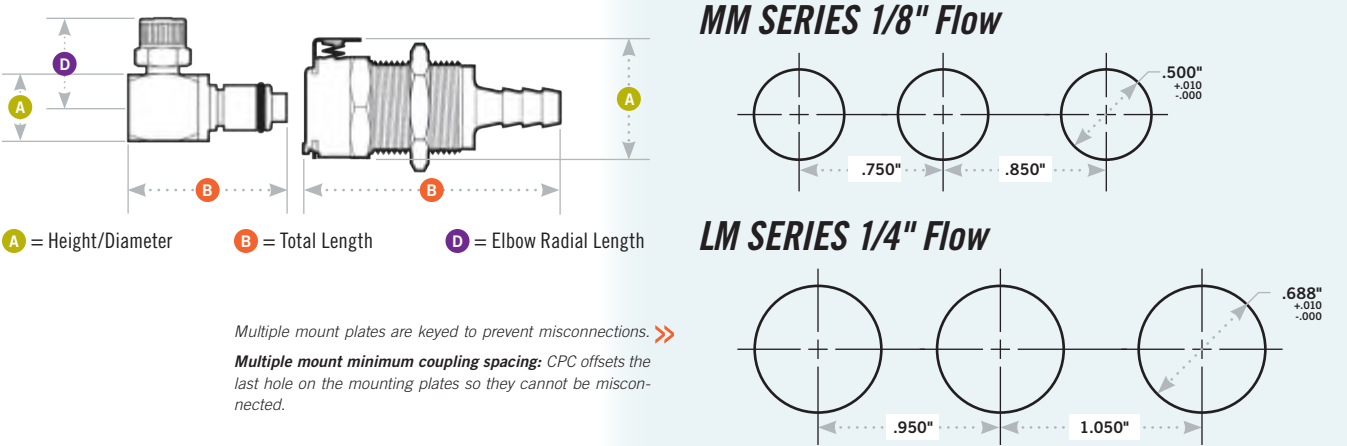 D
A
B
A
B
A = Height/Diameter
B = Total Length
D = Elbow Radial Length
Multiple mount plates are keyed to prevent misconnections. »
Multiple mount minimum coupling spacing: CPC offsets the
last hole on the mounting plates so they cannot be miscon-
nected.
MM SERIES 1/8" Flow
.500"
+.010
-.000
.750"
.850"
LM SERIES 1/4" Flow
.688"
+.010
-.000
.950"
1.050"